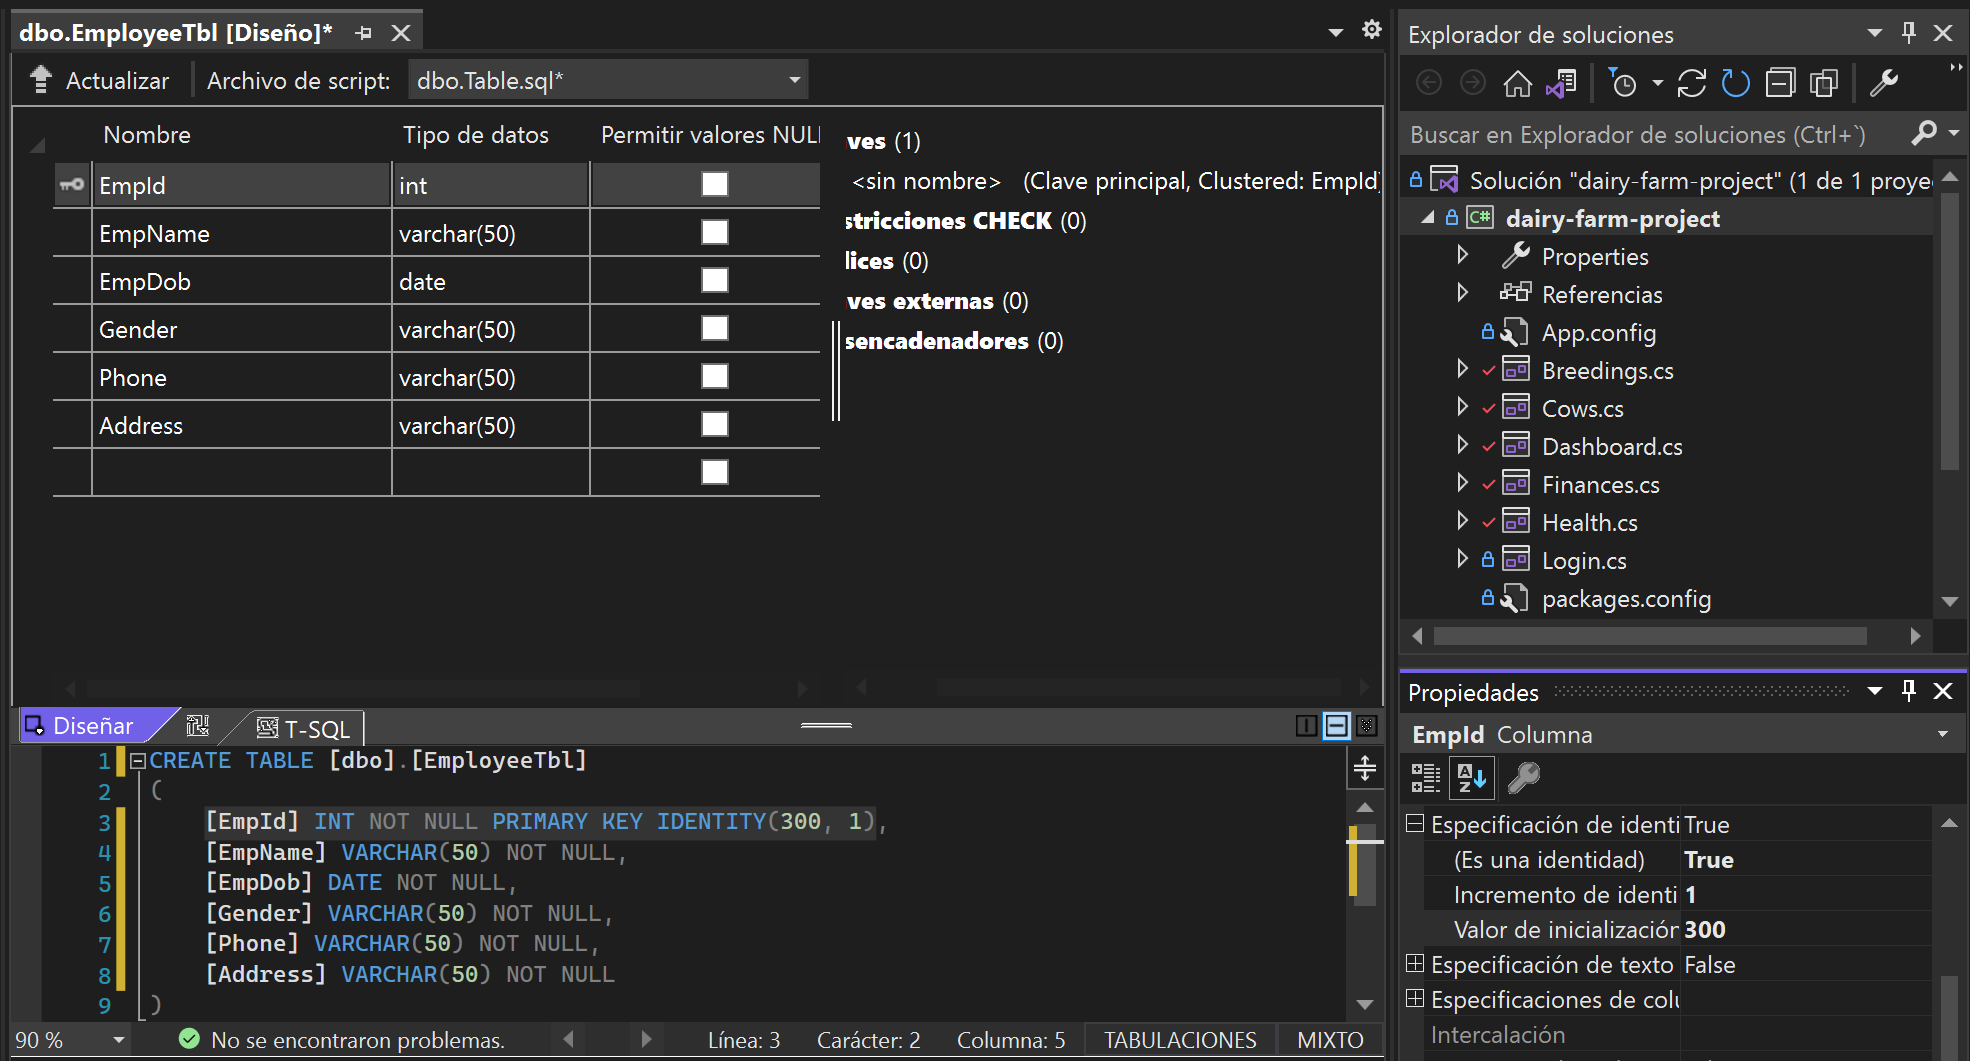 dbo.EmployeeTbl [Diseño]*
Actualizar
Archivo de script:
dbo.Table.sql*
Nombre
Tipo de datos
Permitir valores NUL
EmpId
int
EmpName
varchar(50)
EmpDob
date
Gender
varchar(50)
Phone
varchar(50)
Address
varchar(50)
ves (1)
<sin nombre> (Clave principal, Clustered: EmpId)
stricciones CHECK (0)
lices (0)
ves externas (0)
sencadenadores (0)
Diseñar
T-SQL
1 CREATE TABLE [dbo].[EmployeeTbl]
2 (
3 [EmpId] INT NOT NULL PRIMARY KEY IDENTITY(300, 1),
4 [EmpName] VARCHAR(50) NOT NULL,
5 [EmpDob] DATE NOT NULL,
6 [Gender] VARCHAR(50) NOT NULL,
7 [Phone] VARCHAR(50) NOT NULL,
8 [Address] VARCHAR(50) NOT NULL
9 )
90 %
No se encontraron problemas.
Línea: 3
Carácter: 2
Columna: 5
TABULACIONES
MIXTO
Explorador de soluciones
Buscar en Explorador de soluciones (Ctrl+`)
Solución "dairy-farm-project" (1 de 1 proye
C# dairy-farm-project
Properties
Referencias
App.config
Breedings.cs
Cows.cs
Dashboard.cs
Finances.cs
Health.cs
Login.cs
packages.config
Propiedades
EmpId Columna
Especificación de identi True
(Es una identidad) True
Incremento de identi 1
Valor de inicialización 300
Especificación de texto False
Especificaciones de colu
Intercalación